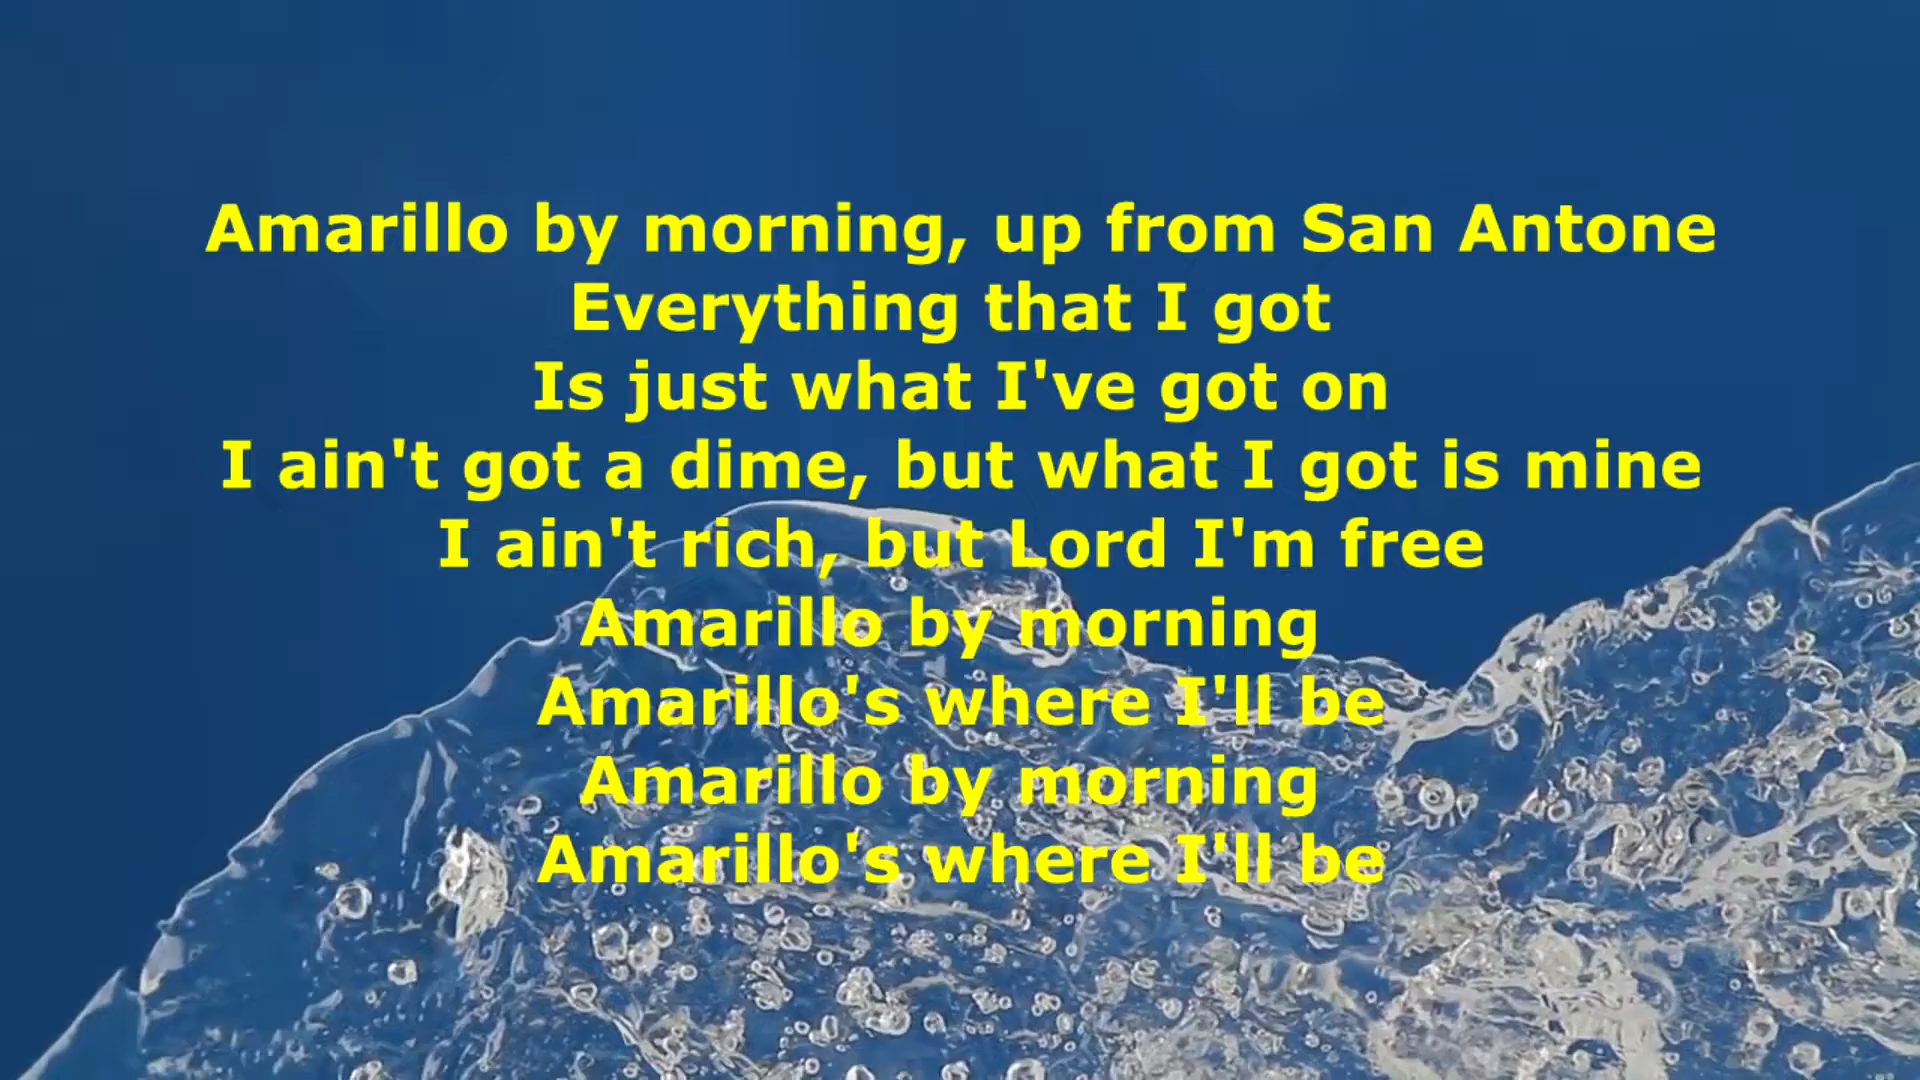 Amarillo by morning, up from San Antone
Everything that I got
Is just what I've got on
I ain't got a dime, but what I got is mine
I ain't rich, but Lord I'm free
Amarillo by morning
Amarillo's where I'll be
Amarillo by morning
Amarillo's where I'll be